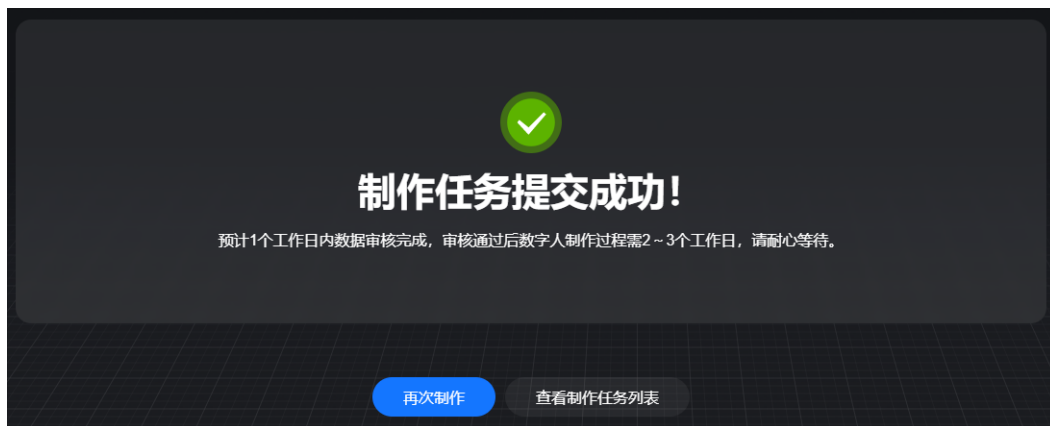 制作任务提交成功！
预计1个工作日内数据审核完成，审核通过后数字人制作过程需2～3个工作日，请耐心等待。
再次制作
查看制作任务列表